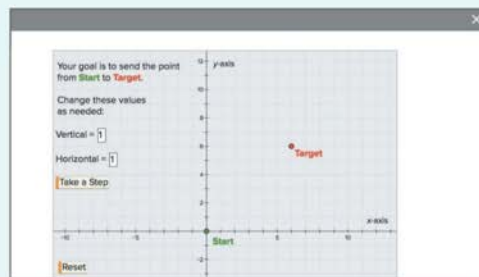 ×
Your goal is to send the point
from Start to Target.
Change these values
as needed:
Vertical = 1
Horizontal = 1
Take a Step
Reset
y-axis
12
10
8
6
4
2
-2
Target
x-axis
-10
-5
5
10
Start